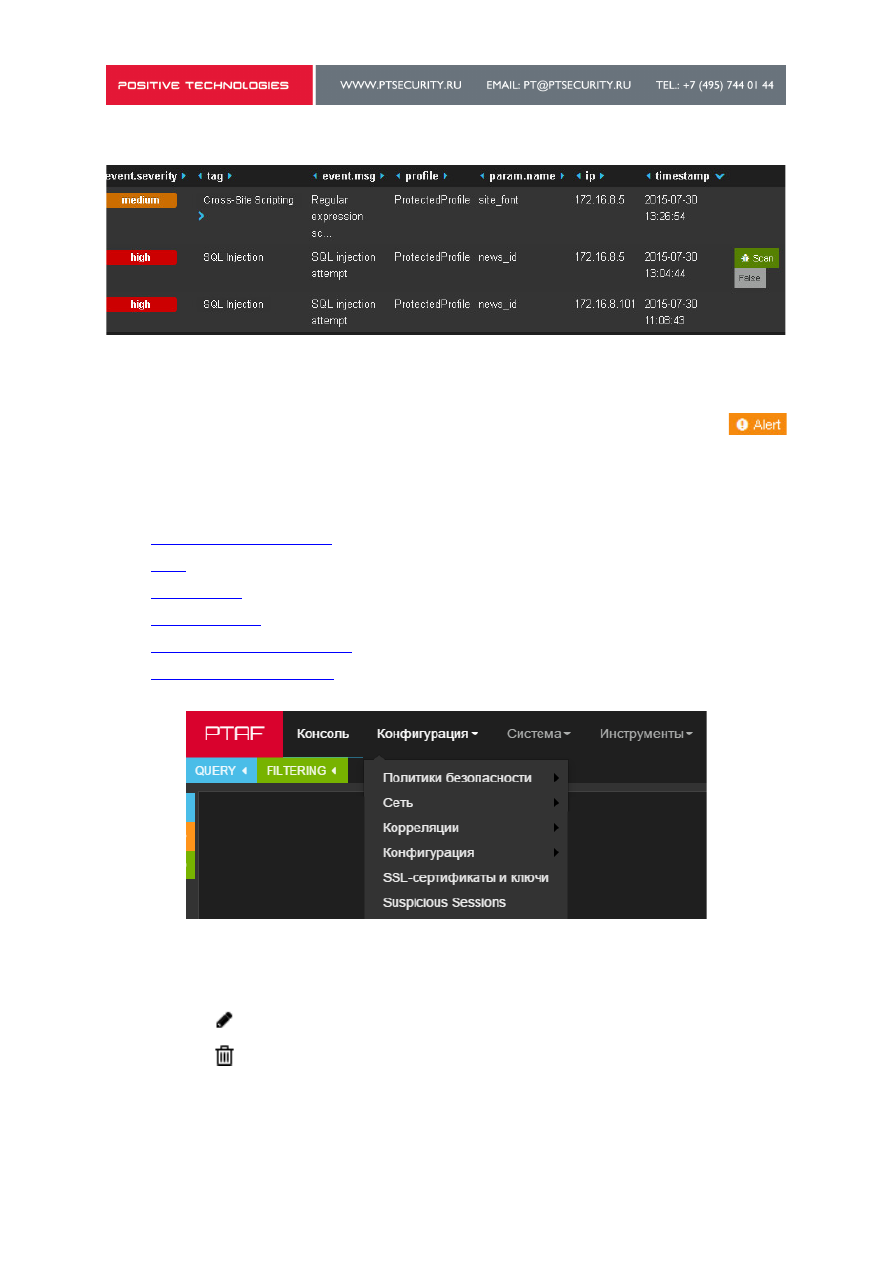 POSITIVE TECHNOLOGIES WWW.PTSECURITY.RU EMAIL: PT@PTSECURITY.RU TEL.: +7 (495) 744 01 44
event.severity tag event.msg profile param.name ip timestamp
medium Cross-Site Scripting Regular ProtectedProfile site_font 172.16.8.5 2015-07-30
expression 13:26:54
sc...
high SQL Injection SQL injection ProtectedProfile news_id 172.16.8.5 2015-07-30 Scan
attempt 13:04:44 False
high SQL Injection SQL injection ProtectedProfile news_id 172.16.8.101 2015-07-30
attempt 11:08:43
Alert
PTAF Консоль Конфигурация Система Инструменты
QUERY FILTERING
Политики безопасности
Сеть
Корреляции
Конфигурация
SSL-сертификаты и ключи
Suspicious Sessions